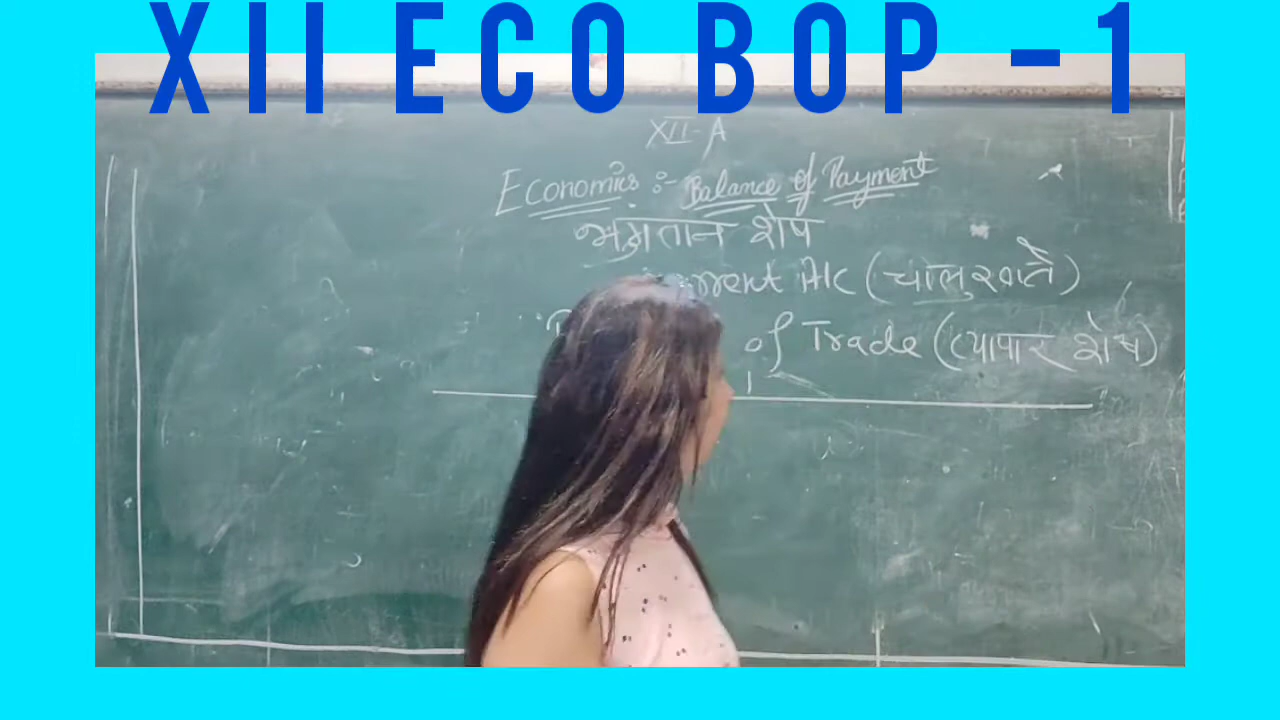 XII ECO BOP -1
XII-A
Economics :- Balance of Payment
भुगतान शेष
A/c (चालु खाते)
of Trade (व्यापार शेष)